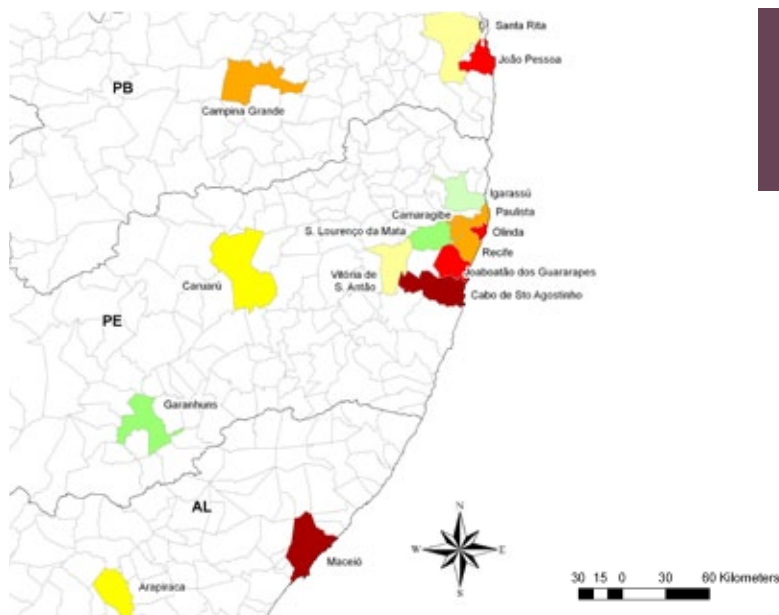 Santa Rita
João Pessoa
PB
Campina Grande
Igarassú
Camaragibe
Paulista
S. Lourenço da Mata
Olinda
Recife
Joaboatão dos Guararapes
Vitória de
S. Antão
Cabo de Sto Agostinho
Caruarú
PE
Garanhuns
AL
Maceió
Arapiraca
N
W
E
S
30 15 0 30 60 Kilometers